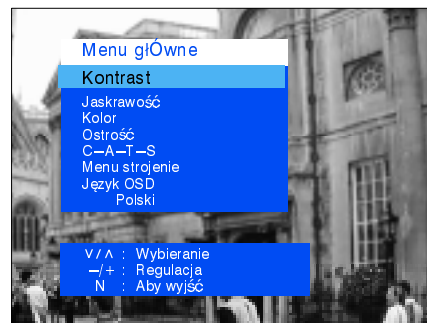 Menu głÓwne
Kontrast
Jaskrawość
Kolor
Ostrość
C–A–T–S
Menu strojenie
Język OSD
Polski
∨/∧ : Wybieranie
–/+ : Regulacja
N : Aby wyjść